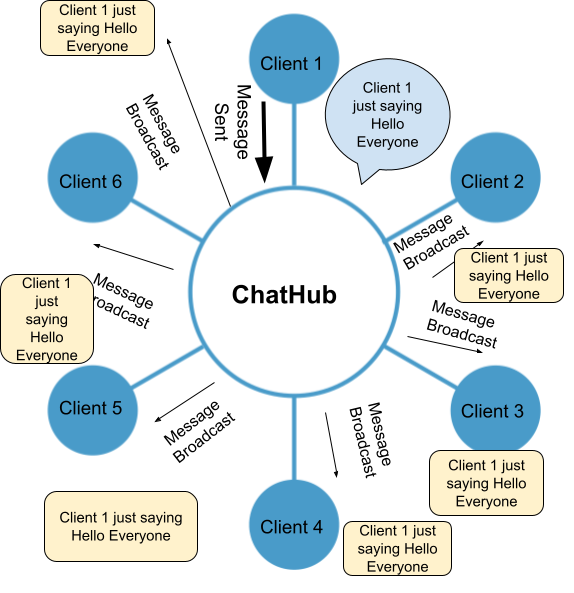 Client 1 just
saying Hello
Everyone
Client 1
Client 1
just saying
Hello
Everyone
Message
Sent
Message
Broadcast
Client 6
Client 2
Message
Broadcast
Client 1 just
saying Hello
Everyone
ChatHub
Client 1
just
saying
Hello
Everyone
Message
roadcast
Message
Broadcast
Client 5
Client 3
Message
Broadcast
Message
Broadcast
Client 1 just
saying Hello
Everyone
Client 1 just saying
Hello Everyone
Client 4
Client 1 just
saying Hello
Everyone